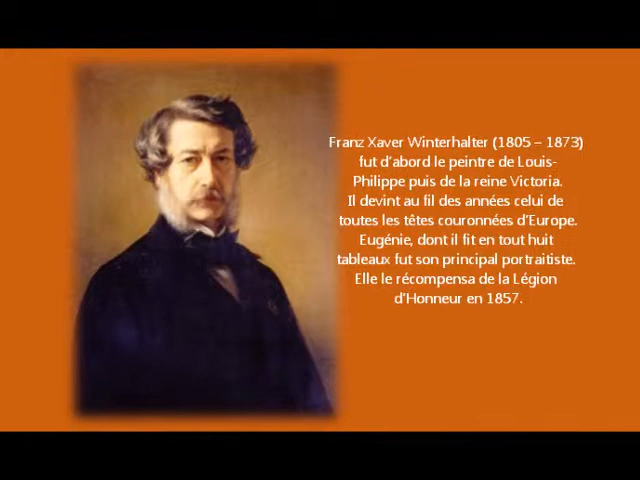 Franz Xaver Winterhalter (1805 – 1873)
fut d'abord le peintre de Louis-
Philippe puis de la reine Victoria.
Il devint au fil des années celui de
toutes les têtes couronnées d'Europe.
Eugénie, dont il fit en tout huit
tableaux fut son principal portraitiste.
Elle le récompensa de la Légion
d'Honneur en 1857.